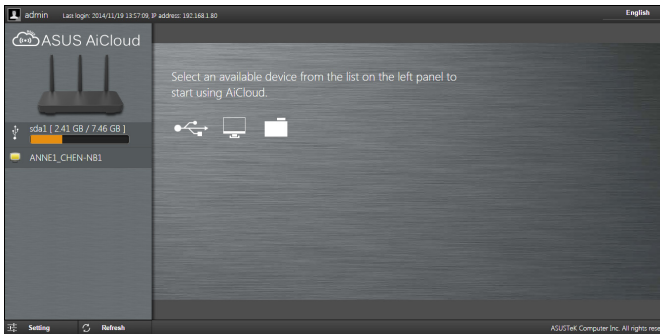 admin Last login: 2014/11/19 13:57:09, IP address: 192.168.1.80 English
ASUS AiCloud
Select an available device from the list on the left panel to
start using AiCloud.
sda1 [ 2.41 GB / 7.46 GB ]
ANNE1_CHEN-NB1
Setting Refresh ASUSTeK Computer Inc. All rights rese